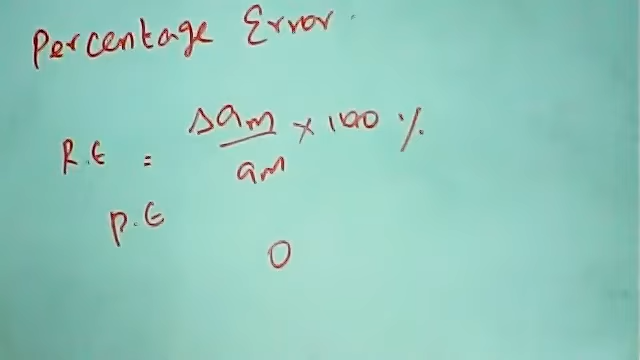 Percentage Error.
R.E = Δam/am × 100 %
P.E
0